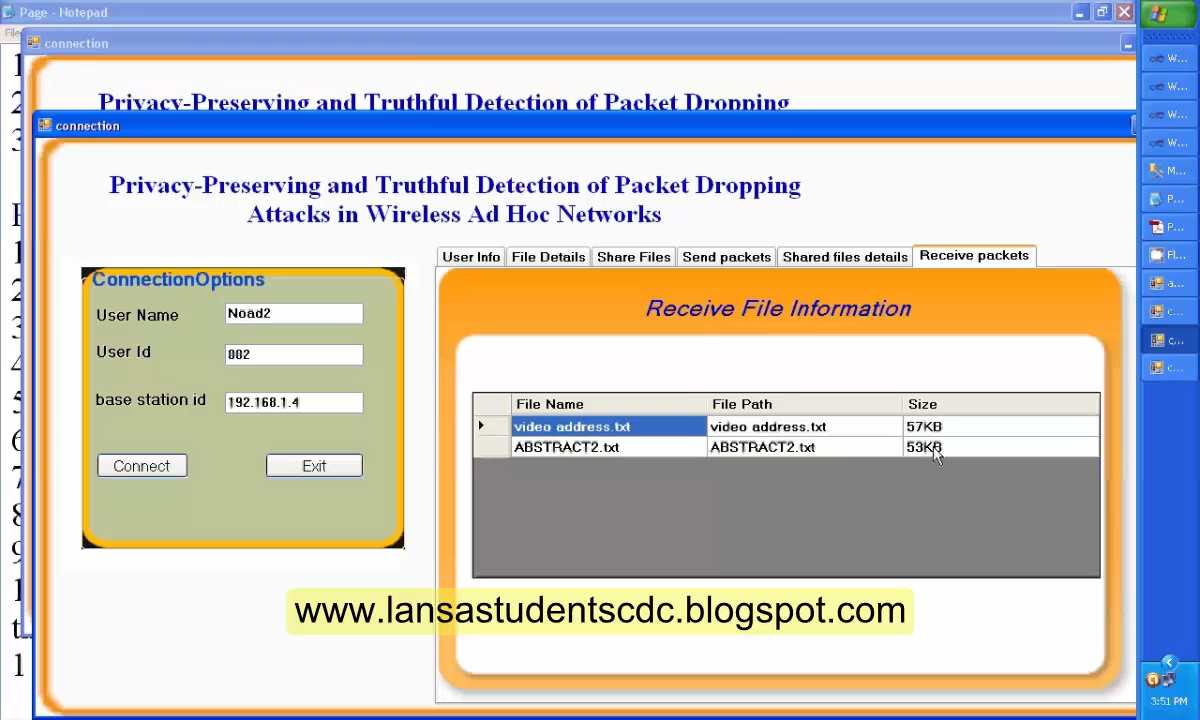 Page - Notepad
connection
Privacy-Preserving and Truthful Detection of Packet Dropping
connection
Privacy-Preserving and Truthful Detection of Packet Dropping
Attacks in Wireless Ad Hoc Networks
User Info File Details Share Files Send packets Shared files details Receive packets
ConnectionOptions
User Name Noad2
User Id 002
base station id 192.168.1.4
Connect Exit
Receive File Information
File Name File Path Size
video address.txt video address.txt 57KB
ABSTRACT2.txt ABSTRACT2.txt 53KB
www.lansastudentscdc.blogspot.com
W...
W...
W...
W...
M...
P...
P...
Fl...
a...
c...
c...
c...
3:51 PM